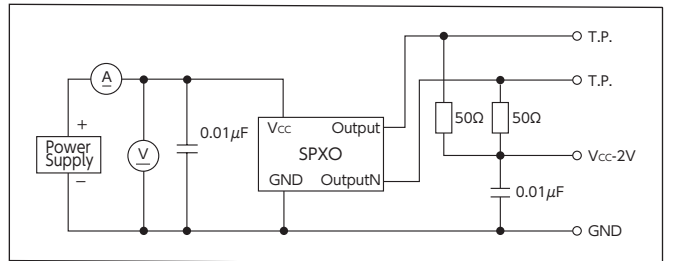 T.P.
T.P.
A
+
Power
Supply
−
V
0.01μF
Vcc
Output
SPXO
GND
OutputN
50Ω
50Ω
Vcc-2V
0.01μF
GND